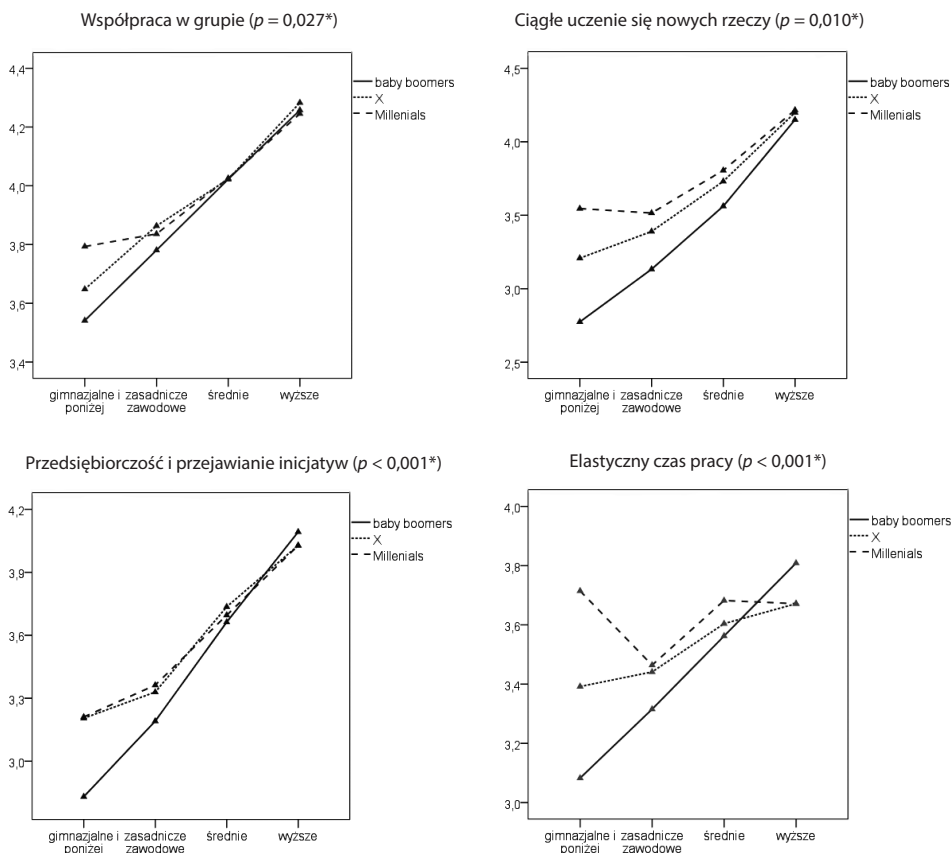 Współpraca w grupie (p = 0,027*)
4,4
4,2
4,0
3,8
3,6
3,4
gimnazjalne i
poniżej
zasadnicze
zawodowe
średnie
wyższe
baby boomers
X
Millenials
Ciągłe uczenie się nowych rzeczy (p = 0,010*)
4,5
4,0
3,5
3,0
2,5
gimnazjalne i
poniżej
zasadnicze
zawodowe
średnie
wyższe
baby boomers
X
Millenials
Przedsiębiorczość i przejawianie inicjatyw (p < 0,001*)
4,2
3,9
3,6
3,3
3,0
gimnazjalne i
poniżej
zasadnicze
zawodowe
średnie
wyższe
baby boomers
X
Millenials
Elastyczny czas pracy (p < 0,001*)
4,0
3,8
3,6
3,4
3,2
3,0
gimnazjalne i
poniżej
zasadnicze
zawodowe
średnie
wyższe
baby boomers
X
Millenials